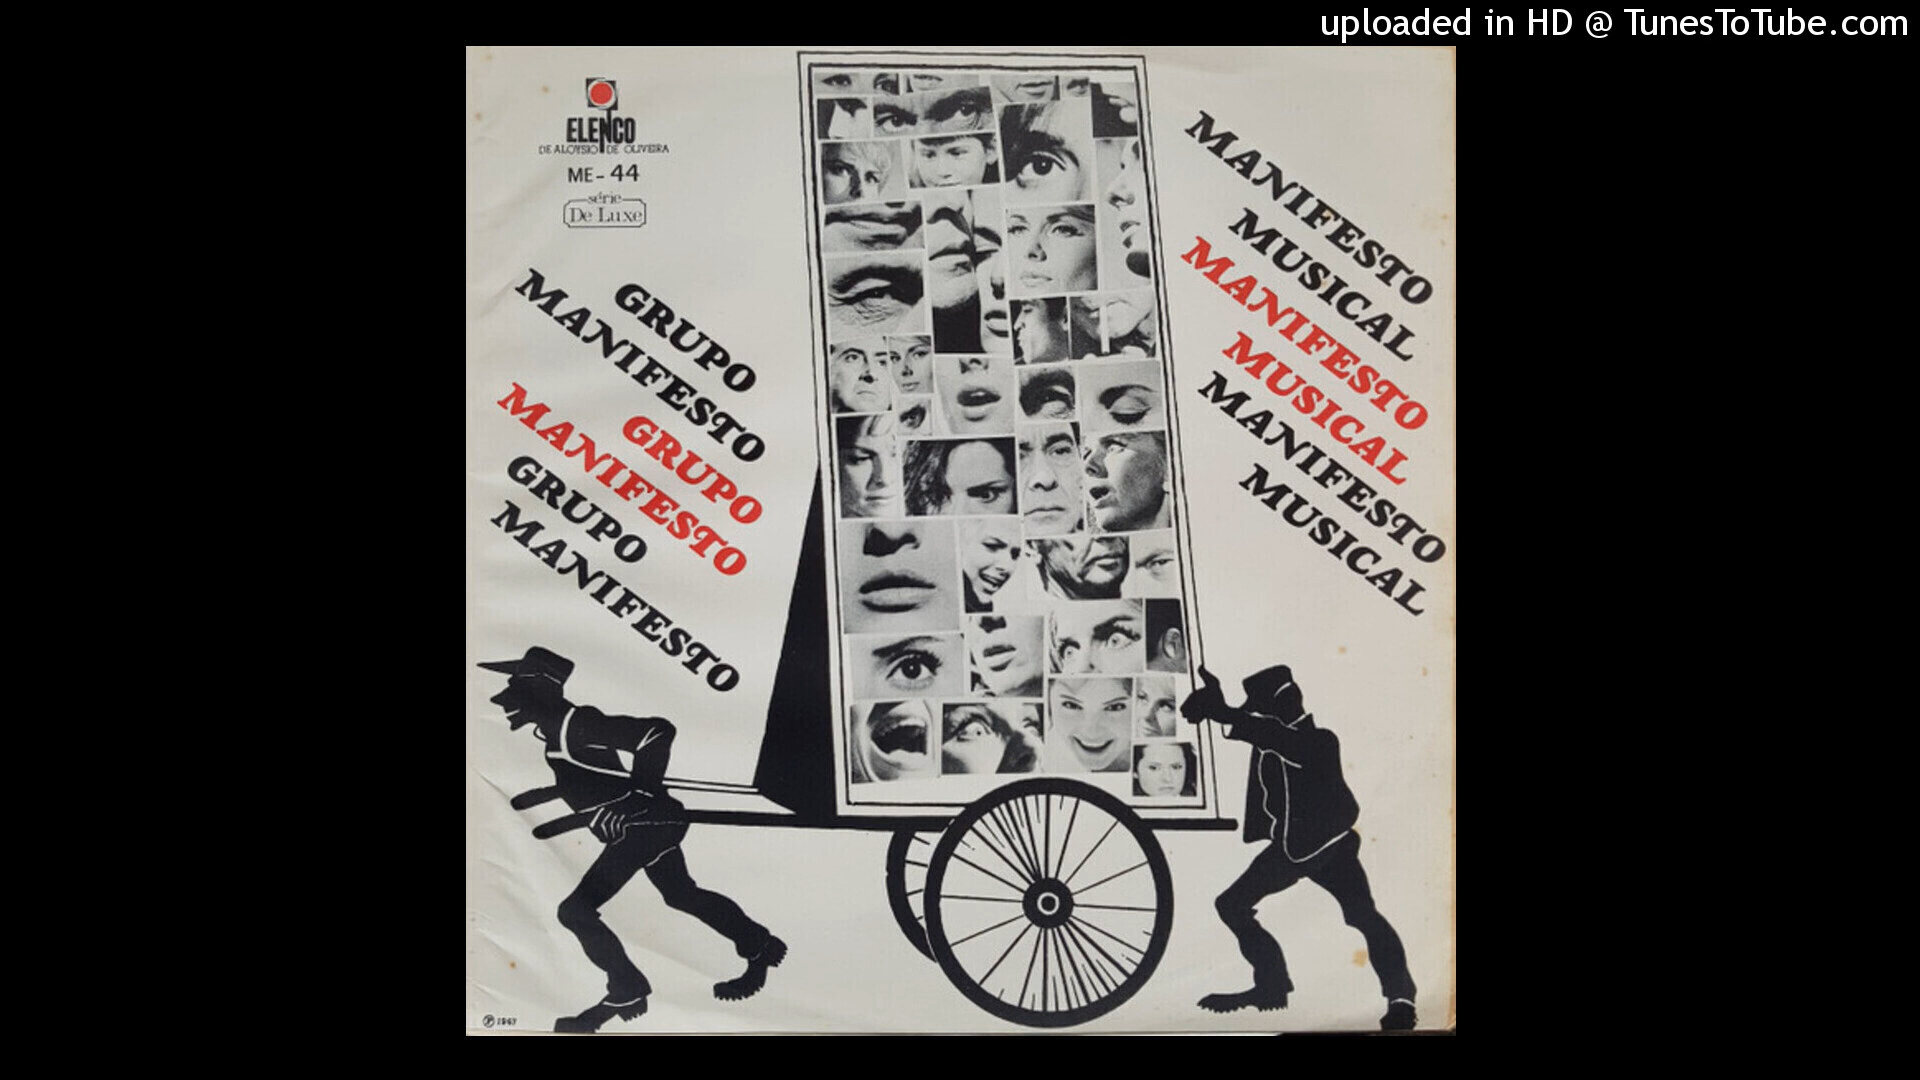 uploaded in HD @ TunesToTube.com
ELENCO
DE ALOYSIO DE OLIVEIRA
ME - 44
série
De Luxe
GRUPO
MANIFESTO
GRUPO
MANIFESTO
GRUPO
MANIFESTO
MANIFESTO
MUSICAL
MANIFESTO
MUSICAL
MANIFESTO
MUSICAL
℗ 1967